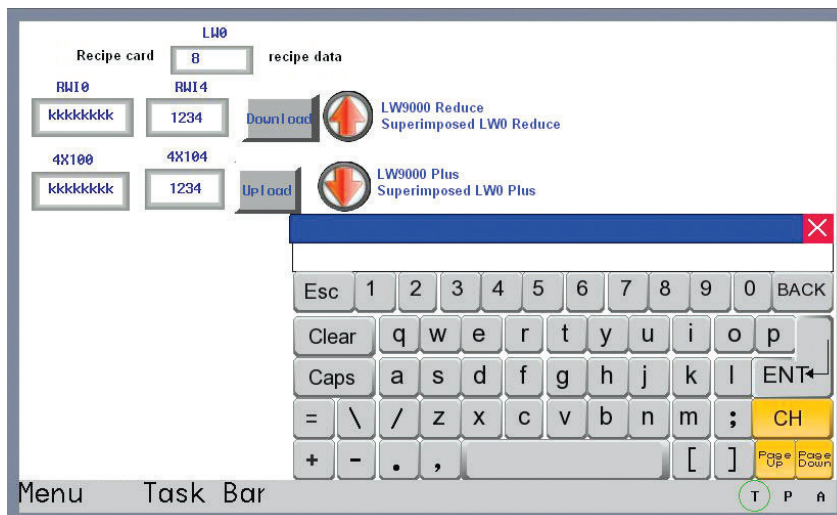 LW0
Recipe card 8 recipe data
RWI0 RWI4
kkkkkkkk 1234 Download LW9000 Reduce
Superimposed LW0 Reduce
4X100 4X104
kkkkkkkk 1234 Upload LW9000 Plus
Superimposed LW0 Plus
Esc 1 2 3 4 5 6 7 8 9 0 BACK
Clear q w e r t y u i o p
Caps a s d f g h j k l ENT
= \ / z x c v b n m ; CH
+ - . , [ ] Page Up Page Down
Menu Task Bar T P A